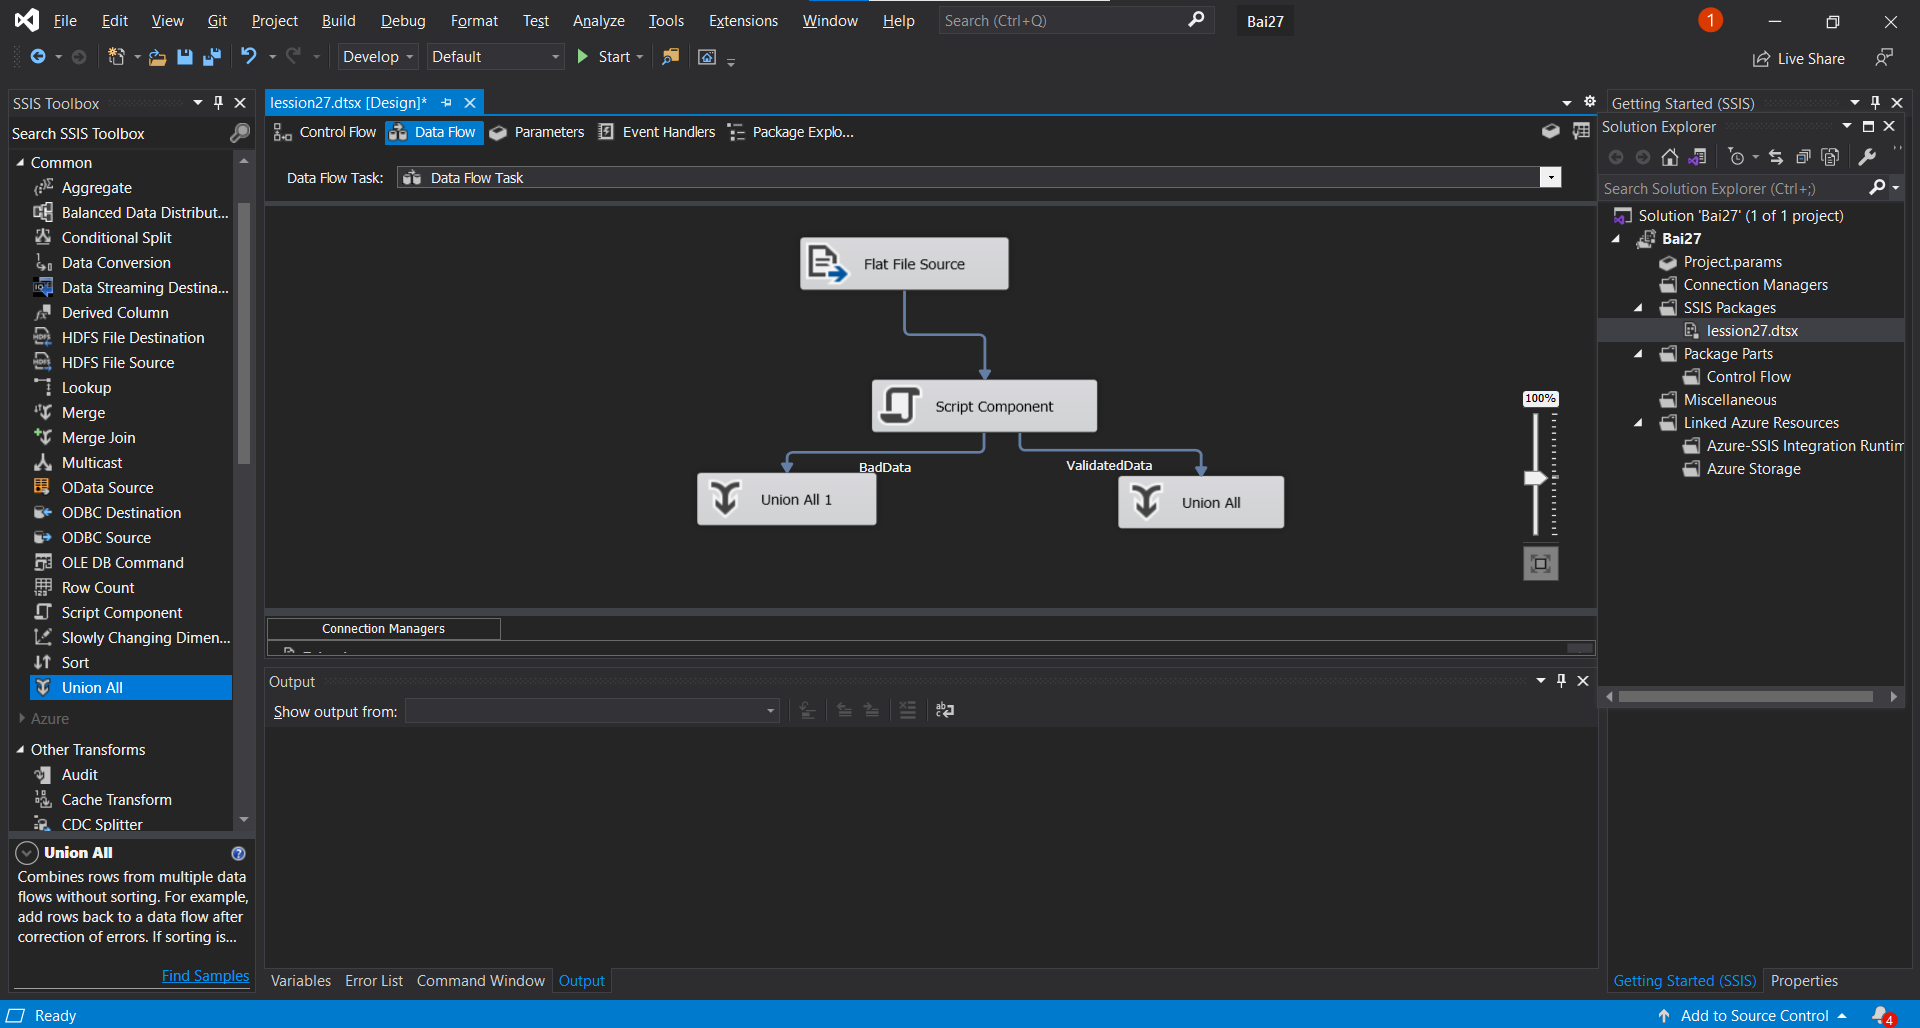 File Edit View Git Project Build Debug Format Test Analyze Tools Extensions Window Help Search (Ctrl+Q) Bai27 1
Develop Default Start Live Share
SSIS Toolbox
Search SSIS Toolbox
Common
Aggregate
Balanced Data Distribut...
Conditional Split
Data Conversion
Data Streaming Destina...
Derived Column
HDFS File Destination
HDFS File Source
Lookup
Merge
Merge Join
Multicast
OData Source
ODBC Destination
ODBC Source
OLE DB Command
Row Count
Script Component
Slowly Changing Dimen...
Sort
Union All
Azure
Other Transforms
Audit
Cache Transform
CDC Splitter
Union All
Combines rows from multiple data
flows without sorting. For example,
add rows back to a data flow after
correction of errors. If sorting is...
Find Samples
lession27.dtsx [Design]*
Control Flow Data Flow Parameters Event Handlers Package Explo...
Data Flow Task: Data Flow Task
Flat File Source
Script Component
BadData ValidatedData
Union All 1 Union All
100%
Connection Managers
Output
Show output from:
Variables Error List Command Window Output
Getting Started (SSIS)
Solution Explorer
Search Solution Explorer (Ctrl+;)
Solution 'Bai27' (1 of 1 project)
Bai27
Project.params
Connection Managers
SSIS Packages
lession27.dtsx
Package Parts
Control Flow
Miscellaneous
Linked Azure Resources
Azure-SSIS Integration Runtim
Azure Storage
Getting Started (SSIS) Properties
Ready Add to Source Control 4